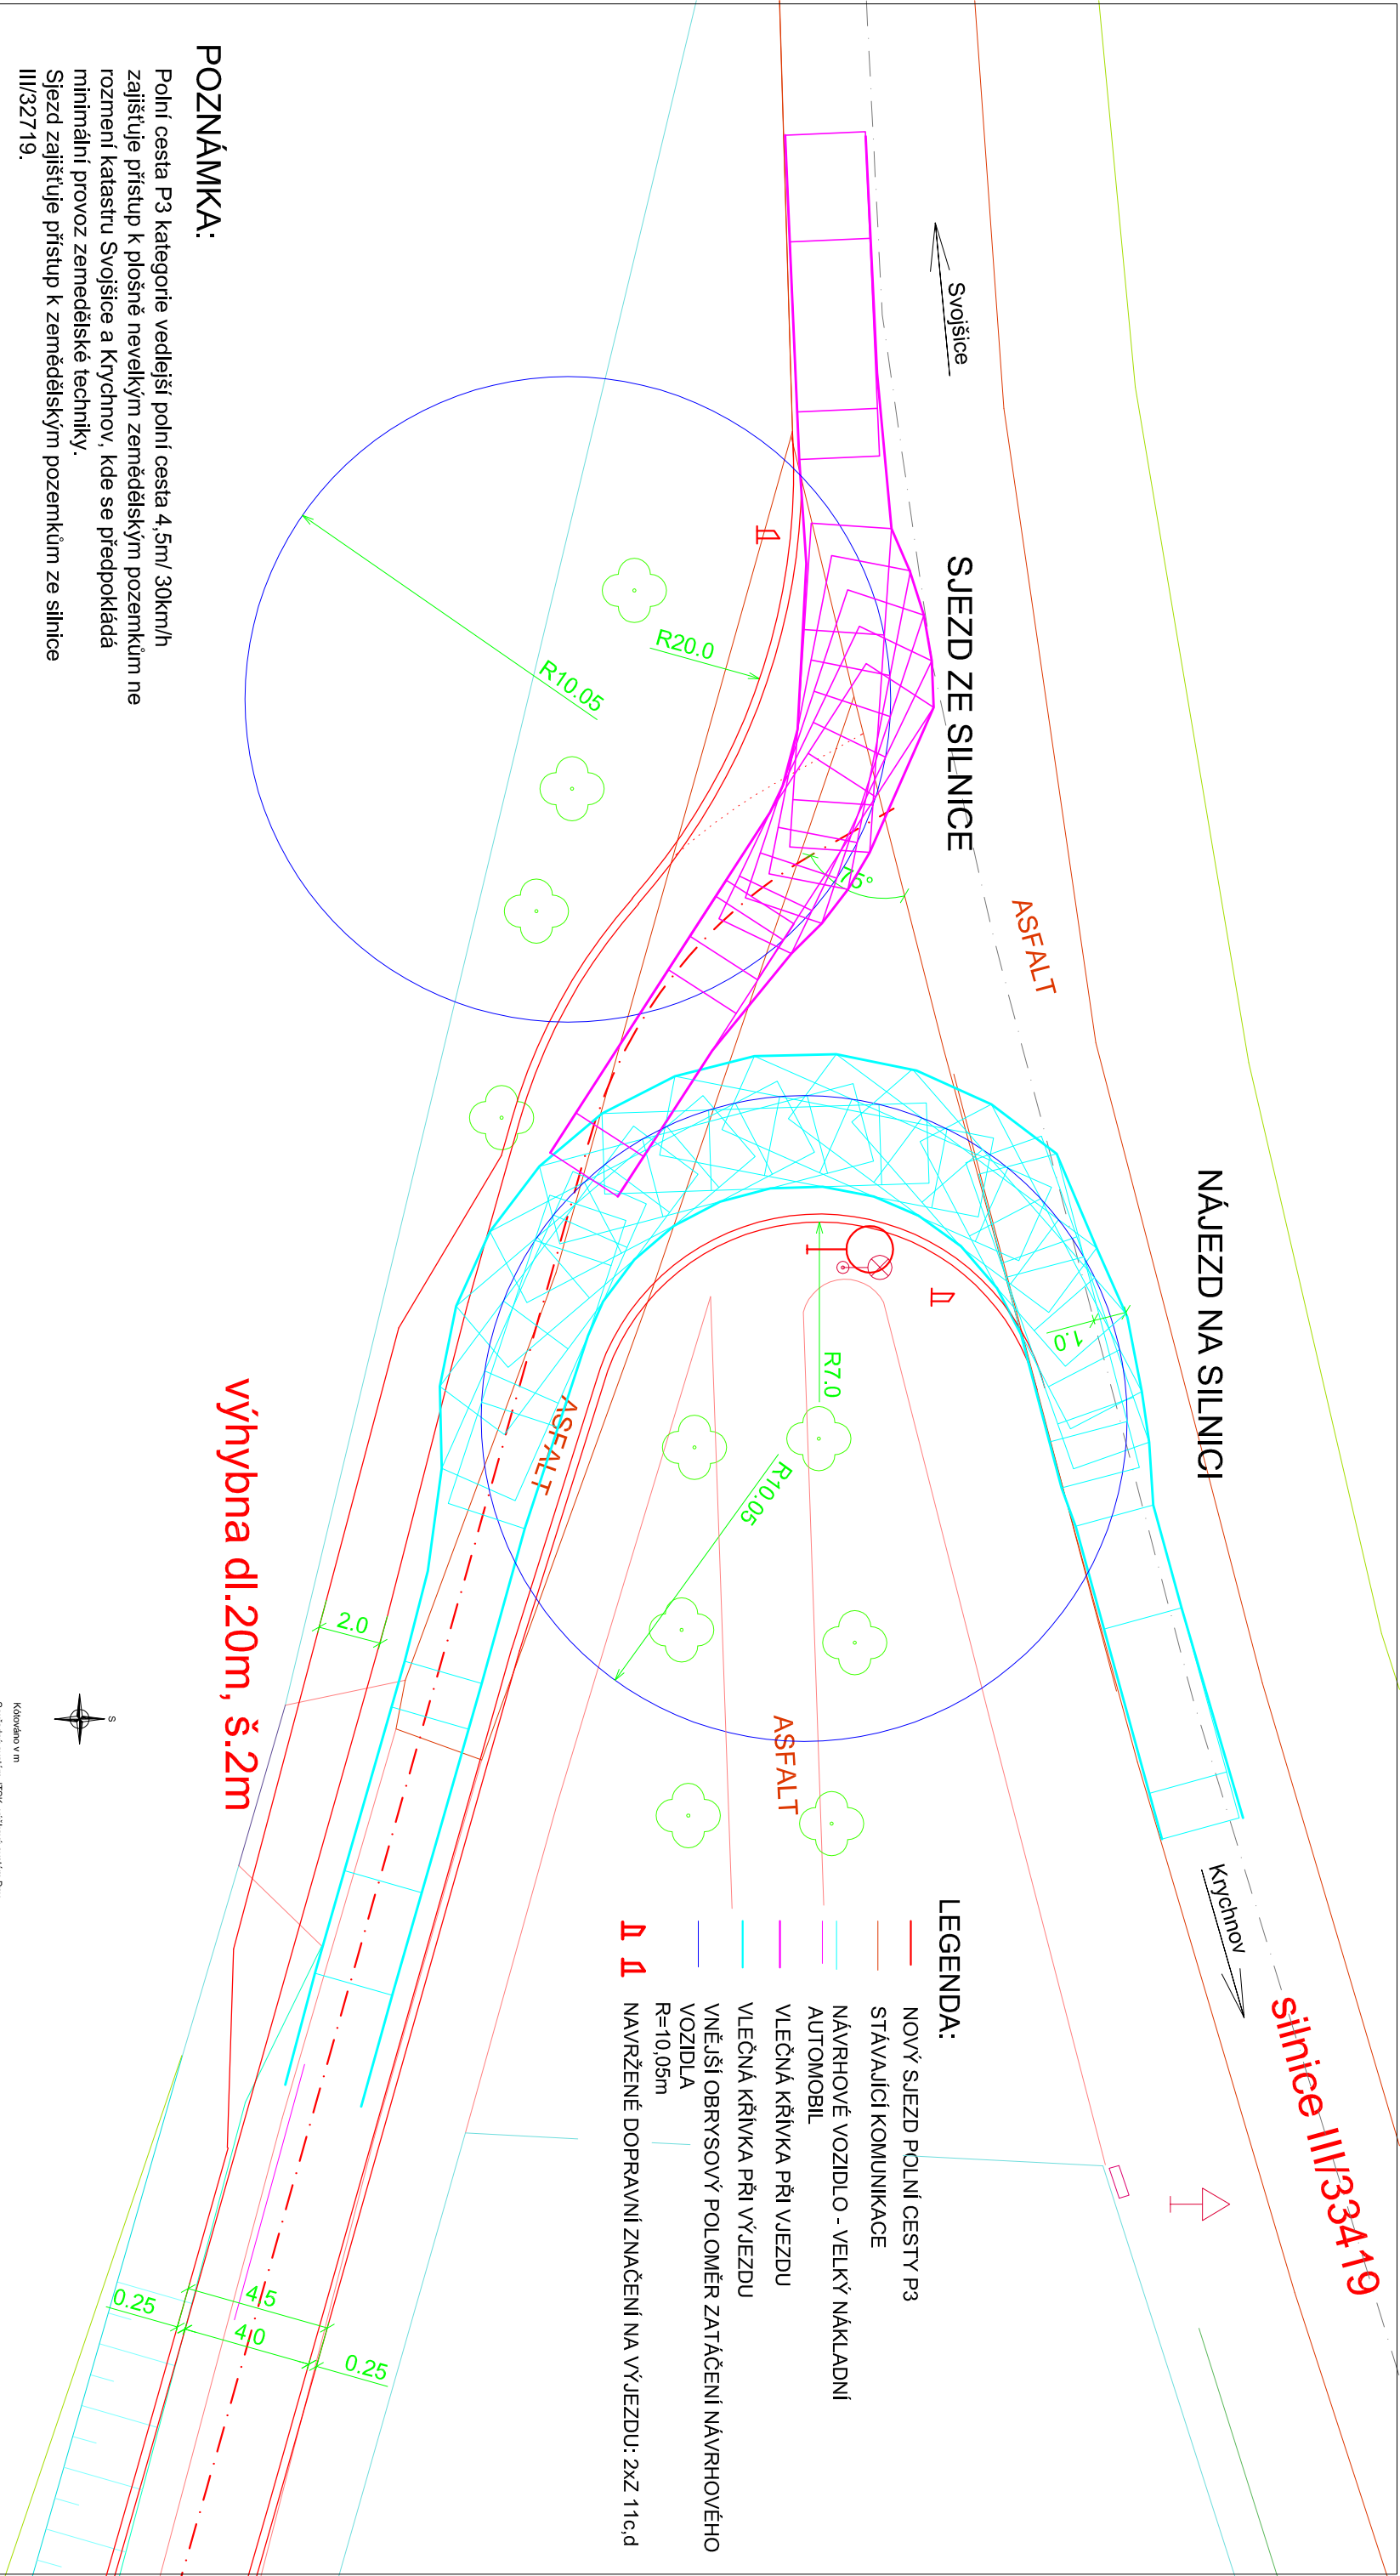 POZNÁMKA:
Polní cesta P3 kategorie vedlejší polní cesta 4,5m/ 30km/h
zajišťuje přístup k plošně nevelkým zemědělským pozemkům ne
rozmení katastru Svojšice a Krychnov, kde se předpokládá
minimální provoz zemedělské techniky.
Sjezd zajišťuje přístup k zemědělským pozemkům ze silnice
III/32719.
Svojšice
SJEZD ZE SILNICE
ASFALT
NÁJEZD NA SILNICI
Krychnov
silnice III/33419
R20.0
R10.05
75°
1.0
R7.0
R10.05
ASFALT
ASFALT
2.0
výhybna dl.20m, š.2m
S
Kótováno v m
LEGENDA:
NOVÝ SJEZD POLNÍ CESTY P3
STÁVAJÍCÍ KOMUNIKACE
NÁVRHOVÉ VOZIDLO - VELKÝ NÁKLADNÍ
AUTOMOBIL
VLEČNÁ KŘÍVKA PŘI VJEZDU
VLEČNÁ KŘÍVKA PŘI VÝJEZDU
VNĚJŠÍ OBRYSOVÝ POLOMĚR ZATÁČENÍ NÁVRHOVÉHO
VOZIDLA
R=10,05m
NAVRŽENÉ DOPRAVNÍ ZNAČENÍ NA VÝJEZDU: 2xZ 11c,d
0.25
4.5
4.0
0.25